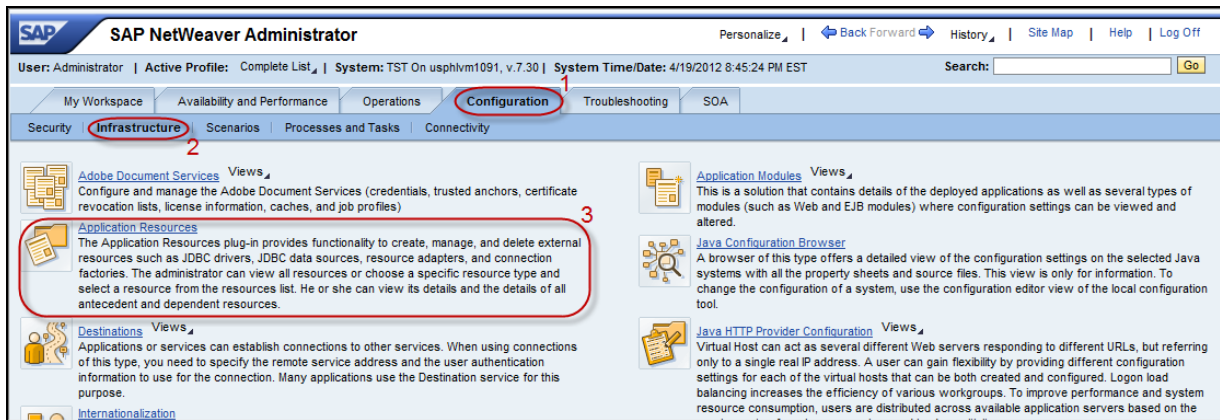 SAP SAP NetWeaver Administrator Personalize | Back Forward History | Site Map | Help | Log Off
User: Administrator | Active Profile: Complete List | System: TST On usphlvm1091, v.7.30 | System Time/Date: 4/19/2012 8:45:24 PM EST Search: Go
1
My Workspace Availability and Performance Operations Configuration Troubleshooting SOA
Security | Infrastructure | Scenarios | Processes and Tasks | Connectivity
2
Adobe Document Services Views
Configure and manage the Adobe Document Services (credentials, trusted anchors, certificate
revocation lists, license information, caches, and job profiles)
3
Application Resources
The Application Resources plug-in provides functionality to create, manage, and delete external
resources such as JDBC drivers, JDBC data sources, resource adapters, and connection
factories. The administrator can view all resources or choose a specific resource type and
select a resource from the resources list. He or she can view its details and the details of all
antecedent and dependent resources.
Destinations Views
Applications or services can establish connections to other services. When using connections
of this type, you need to specify the remote service address and the user authentication
information to use for the connection. Many applications use the Destination service for this
purpose.
Internationalization
Application Modules Views
This is a solution that contains details of the deployed applications as well as several types of
modules (such as Web and EJB modules) where configuration settings can be viewed and
altered.
Java Configuration Browser
A browser of this type offers a detailed view of the configuration settings on the selected Java
systems with all the property sheets and source files. This view is only for information. To
change the configuration of a system, use the configuration editor view of the local configuration
tool.
Java HTTP Provider Configuration Views
Virtual Host can act as several different Web servers responding to different URLs, but referring
only to a single real IP address. A user can gain flexibility by providing different configuration
settings for each of the virtual hosts that can be both created and configured. Logon load
balancing increases the efficiency of various workgroups. To improve performance and system
resource consumption, users are distributed across available application servers based on the